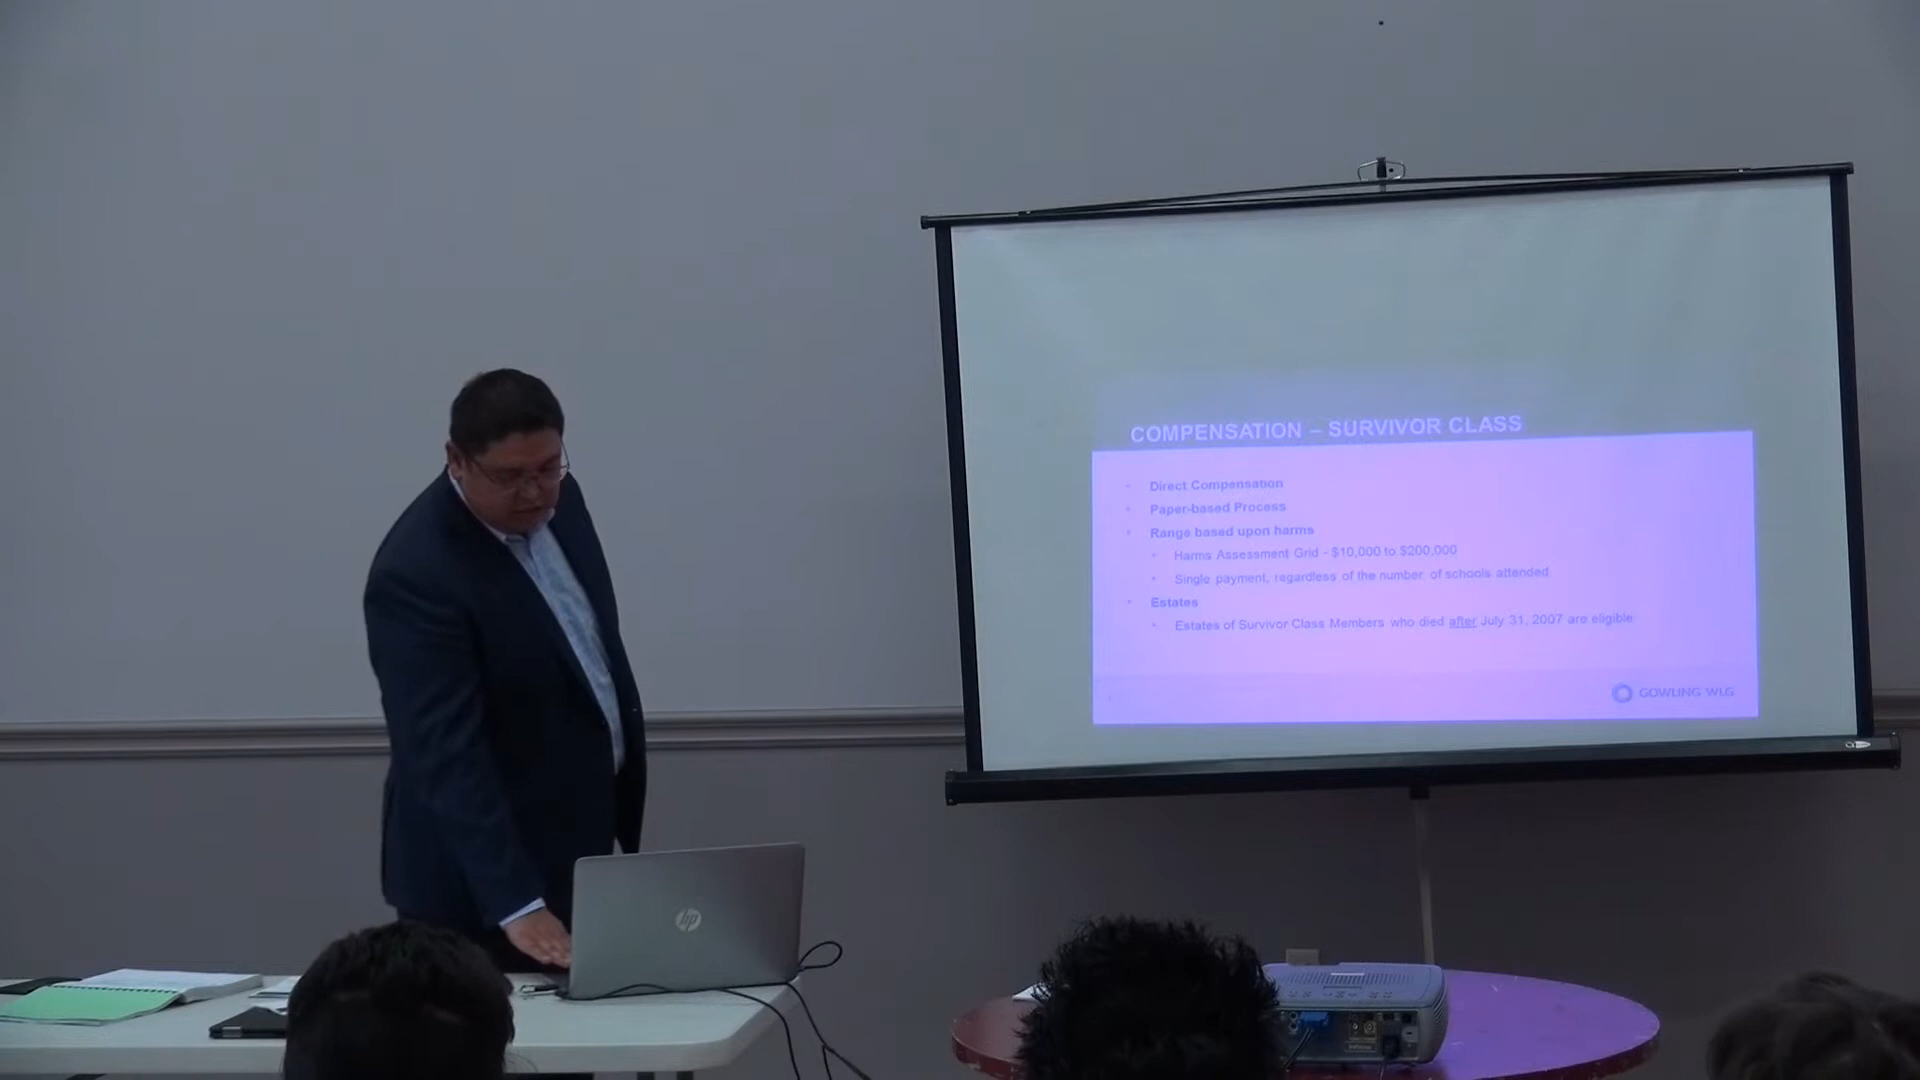 COMPENSATION – SURVIVOR CLASS
Direct Compensation
Paper-based Process
Range based upon harms
Harms Assessment Grid - $10,000 to $200,000
Single payment, regardless of the number of schools attended
Estates
Estates of Survivor Class Members who died after July 31, 2007 are eligible
GOWLING WLG
hp